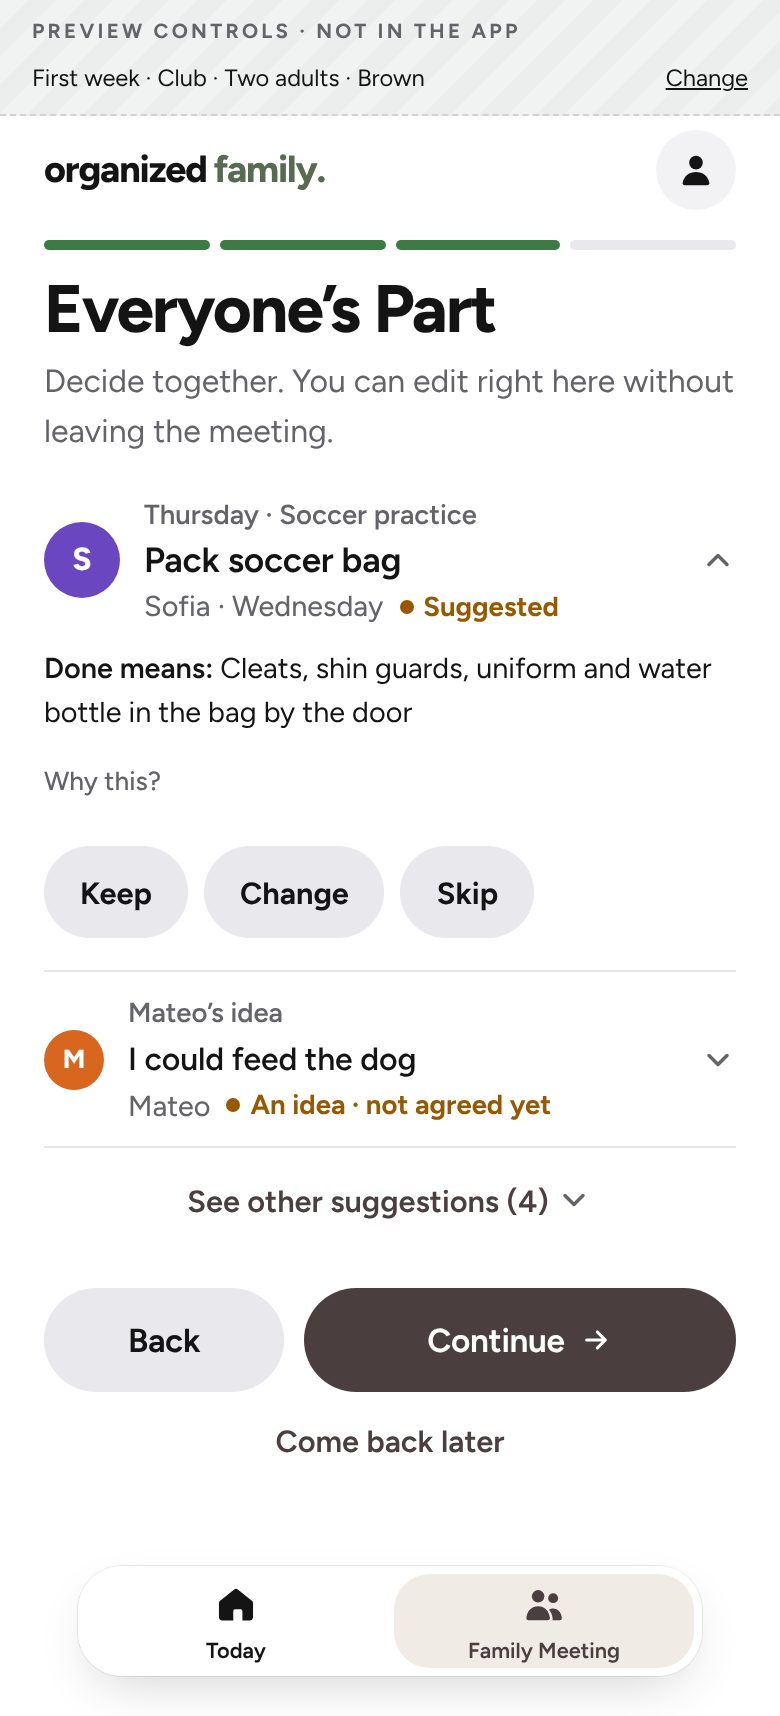 PREVIEW CONTROLS · NOT IN THE APP
First week · Club · Two adults · Brown
Change
organized family.
Everyone’s Part
Decide together. You can edit right here without
leaving the meeting.
Thursday · Soccer practice
S
Pack soccer bag
Sofia · Wednesday
Suggested
Done means: Cleats, shin guards, uniform and water
bottle in the bag by the door
Why this?
Keep
Change
Skip
Mateo’s idea
M
I could feed the dog
Mateo
An idea · not agreed yet
See other suggestions (4)
Back
Continue →
Come back later
Today
Family Meeting